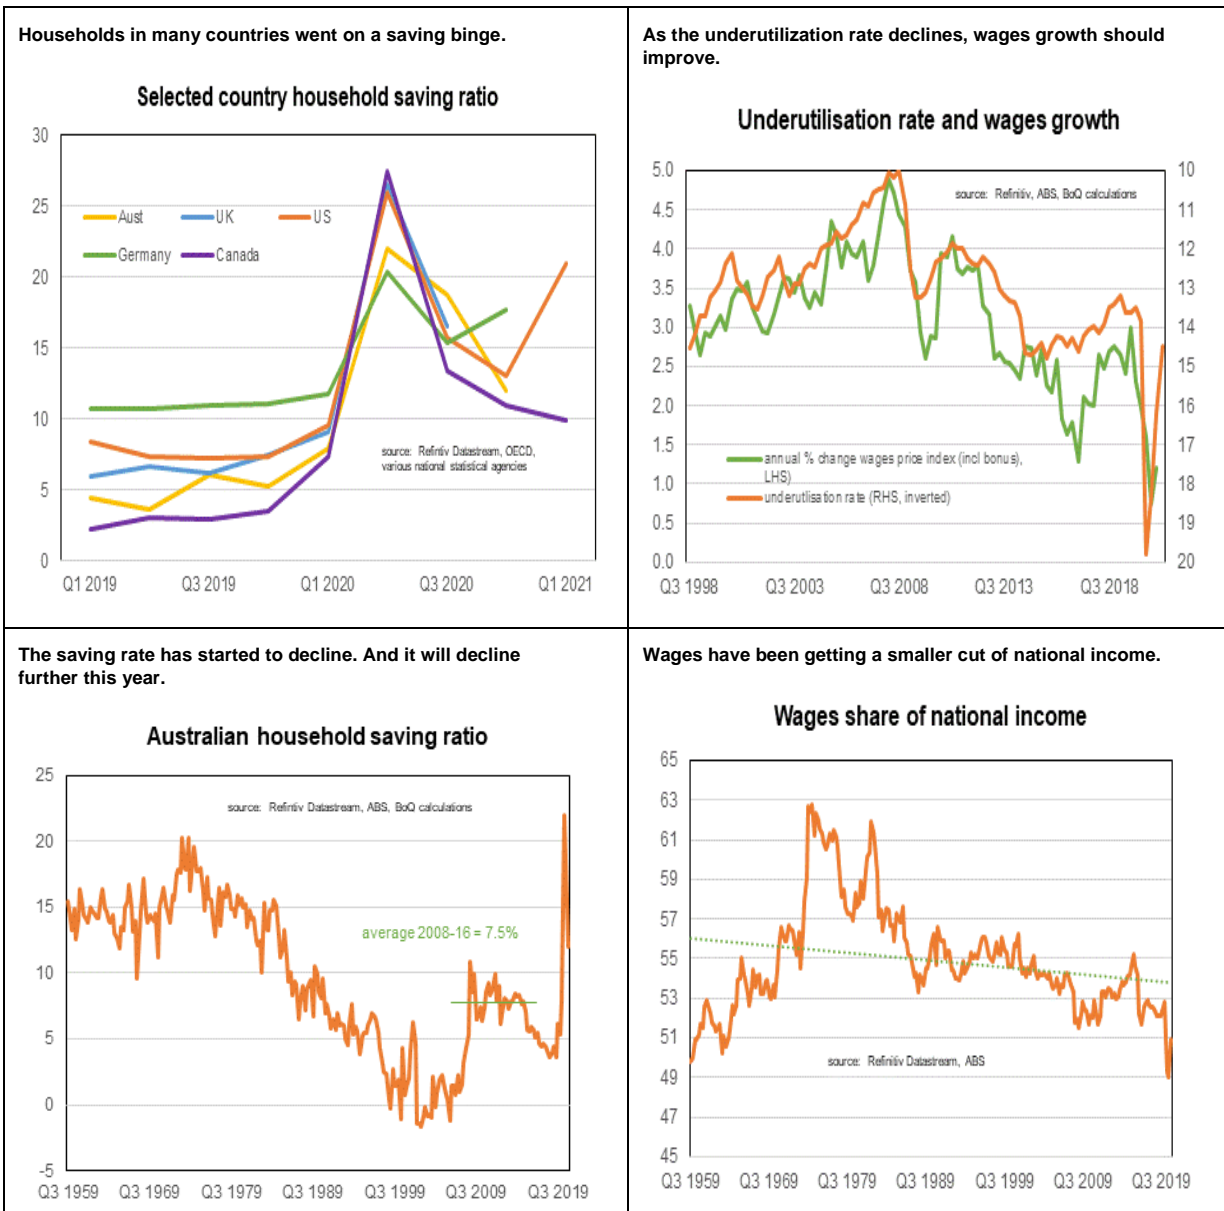 Households in many countries went on a saving binge.
Selected country household saving ratio
30
25
20
15
10
5
0
Aust
UK
US
Germany
Canada
source: Refinitiv Datastream, OECD,
various national statistical agencies
Q1 2019
Q3 2019
Q1 2020
Q3 2020
Q1 2021
As the underutilization rate declines, wages growth should
improve.
Underutilisation rate and wages growth
source: Refinitiv, ABS, BoQ calculations
5.0
4.5
4.0
3.5
3.0
2.5
2.0
1.5
1.0
0.5
0.0
10
11
12
13
14
15
16
17
18
19
20
annual % change wages price index (incl bonus),
LHS)
underutlisation rate (RHS, inverted)
Q3 1998
Q3 2003
Q3 2008
Q3 2013
Q3 2018
The saving rate has started to decline. And it will decline
further this year.
Australian household saving ratio
source: Refintiv Datastream, ABS, BoQ calculations
25
20
15
10
5
0
-5
average 2008-16 = 7.5%
Q3 1959
Q3 1969
Q3 1979
Q3 1989
Q3 1999
Q3 2009
Q3 2019
Wages have been getting a smaller cut of national income.
Wages share of national income
65
63
61
59
57
55
53
51
49
47
45
source: Refinitiv Datastream, ABS
Q3 1959
Q3 1969
Q3 1979
Q3 1989
Q3 1999
Q3 2009
Q3 2019